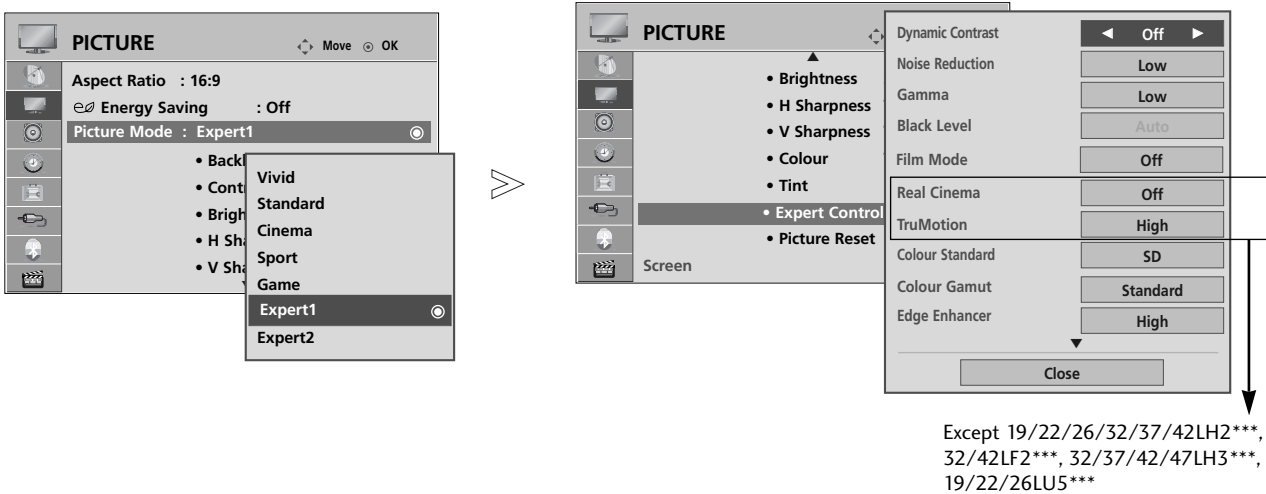 PICTURE
Move OK
Aspect Ratio : 16:9
Energy Saving : Off
Picture Mode : Expert1
• Back
• Cont
• Brigh
• H Sha
• V Sha
Vivid
Standard
Cinema
Sport
Game
Expert1
Expert2
PICTURE
• Brightness
• H Sharpness
• V Sharpness
• Colour
• Tint
• Expert Control
• Picture Reset
Screen
Dynamic Contrast ◄ Off ►
Noise Reduction Low
Gamma Low
Black Level Auto
Film Mode Off
Real Cinema Off
TruMotion High
Colour Standard SD
Colour Gamut Standard
Edge Enhancer High
Close
Except 19/22/26/32/37/42LH2***,
32/42LF2***, 32/37/42/47LH3***,
19/22/26LU5***